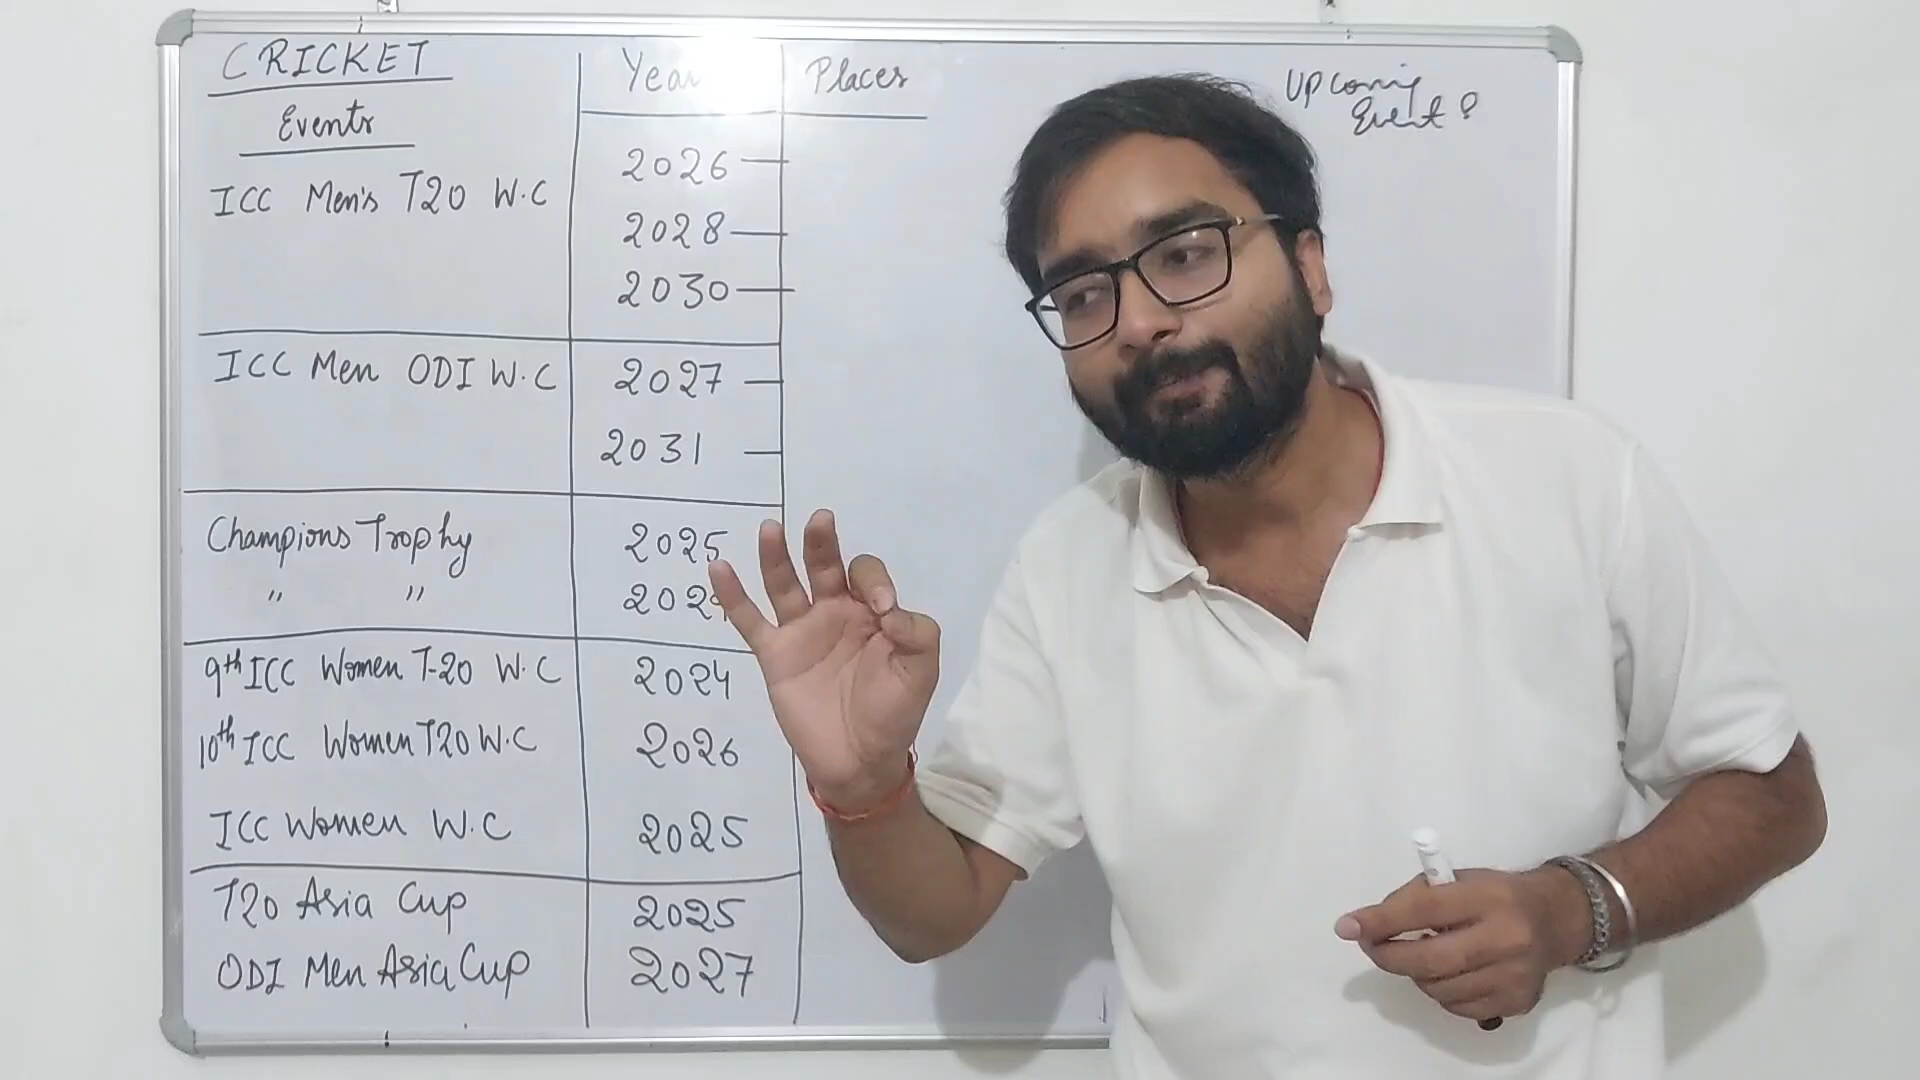 CRICKET
Events
Year
Places
Upcoming
Event?
ICC Men's T20 W.C
2026
2028
2030
ICC Men ODI W.C
2027
2031
Champions Trophy
2025
" "
9th ICC Women T-20 W.C
2024
10th ICC Women T20 W.C
2026
ICC Women W.C
2025
T20 Asia Cup
2025
ODI Men Asia Cup
2027